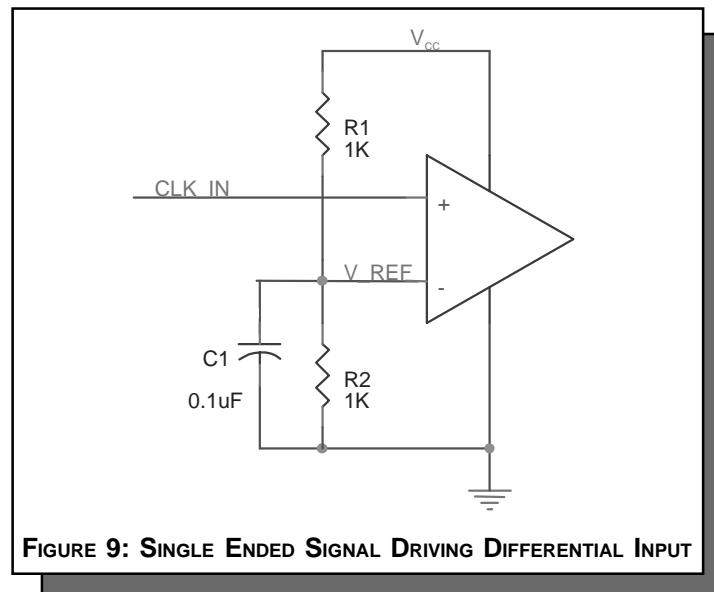 Vcc
R1
1K
CLK_IN
+
V_REF
-
C1
0.1uF
R2
1K
FIGURE 9: SINGLE ENDED SIGNAL DRIVING DIFFERENTIAL INPUT